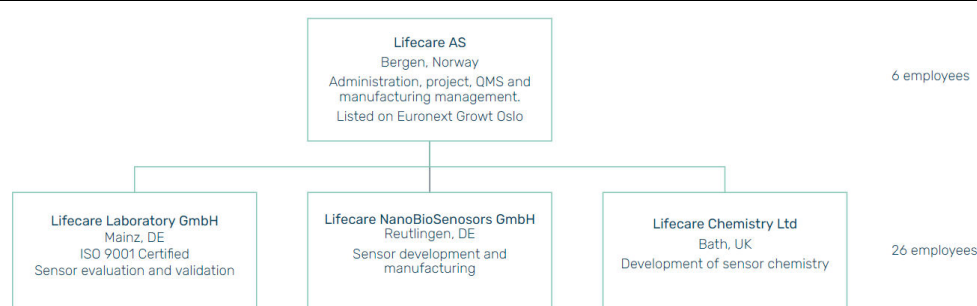 Lifecare AS
Bergen, Norway
Administration, project, QMS and
manufacturing management.
Listed on Euronext Growt Oslo
6 employees
Lifecare Laboratory GmbH
Mainz, DE
ISO 9001 Certified
Sensor evaluation and validation
Lifecare NanoBioSenosors GmbH
Reutlingen, DE
Sensor development and
manufacturing
Lifecare Chemistry Ltd
Bath, UK
Development of sensor chemistry
26 employees